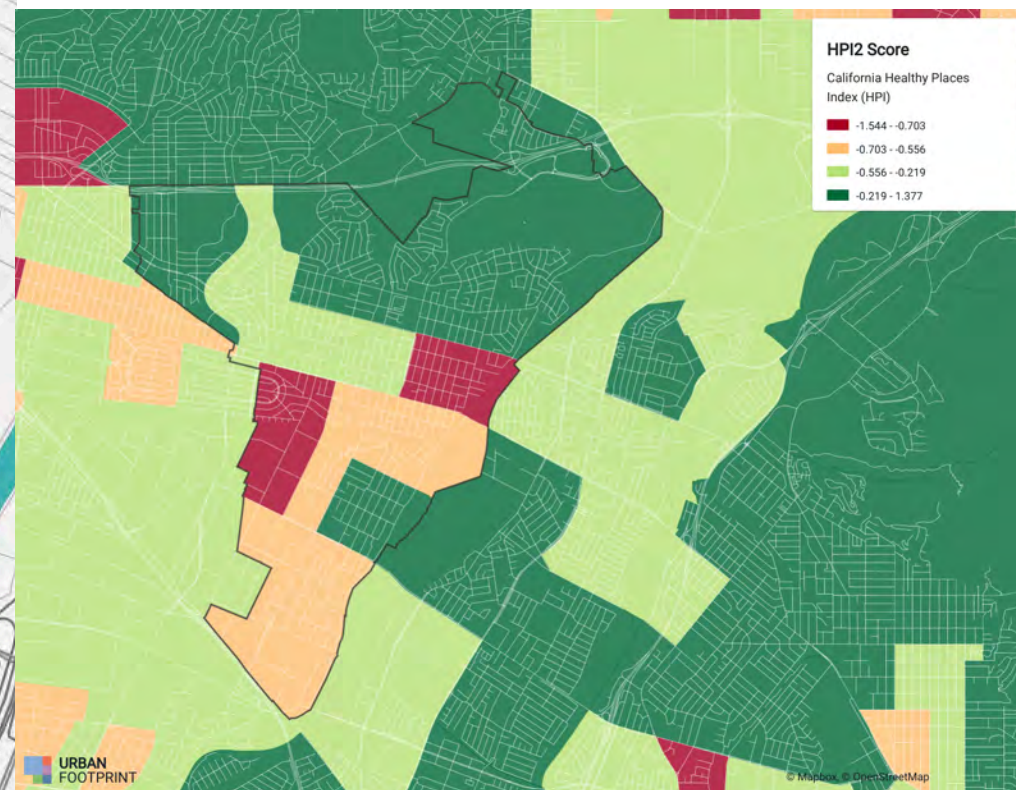 HPI2 Score
California Healthy Places
Index (HPI)
-1.544 - -0.703
-0.703 - -0.556
-0.556 - -0.219
-0.219 - 1.377
URBAN
FOOTPRINT
© Mapbox, © OpenStreetMap